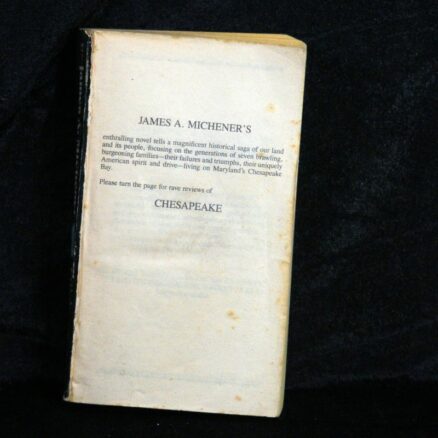 JAMES A. MICHENER'S
enthralling novel tells a magnificent historical saga of our land
and its people, focusing on the generations of seven brawling,
burgeoning families—their failures and triumphs, their uniquely
American spirit and drive—living on Maryland's Chesapeake
Bay.
Please turn the page for rave reviews of
CHESAPEAKE